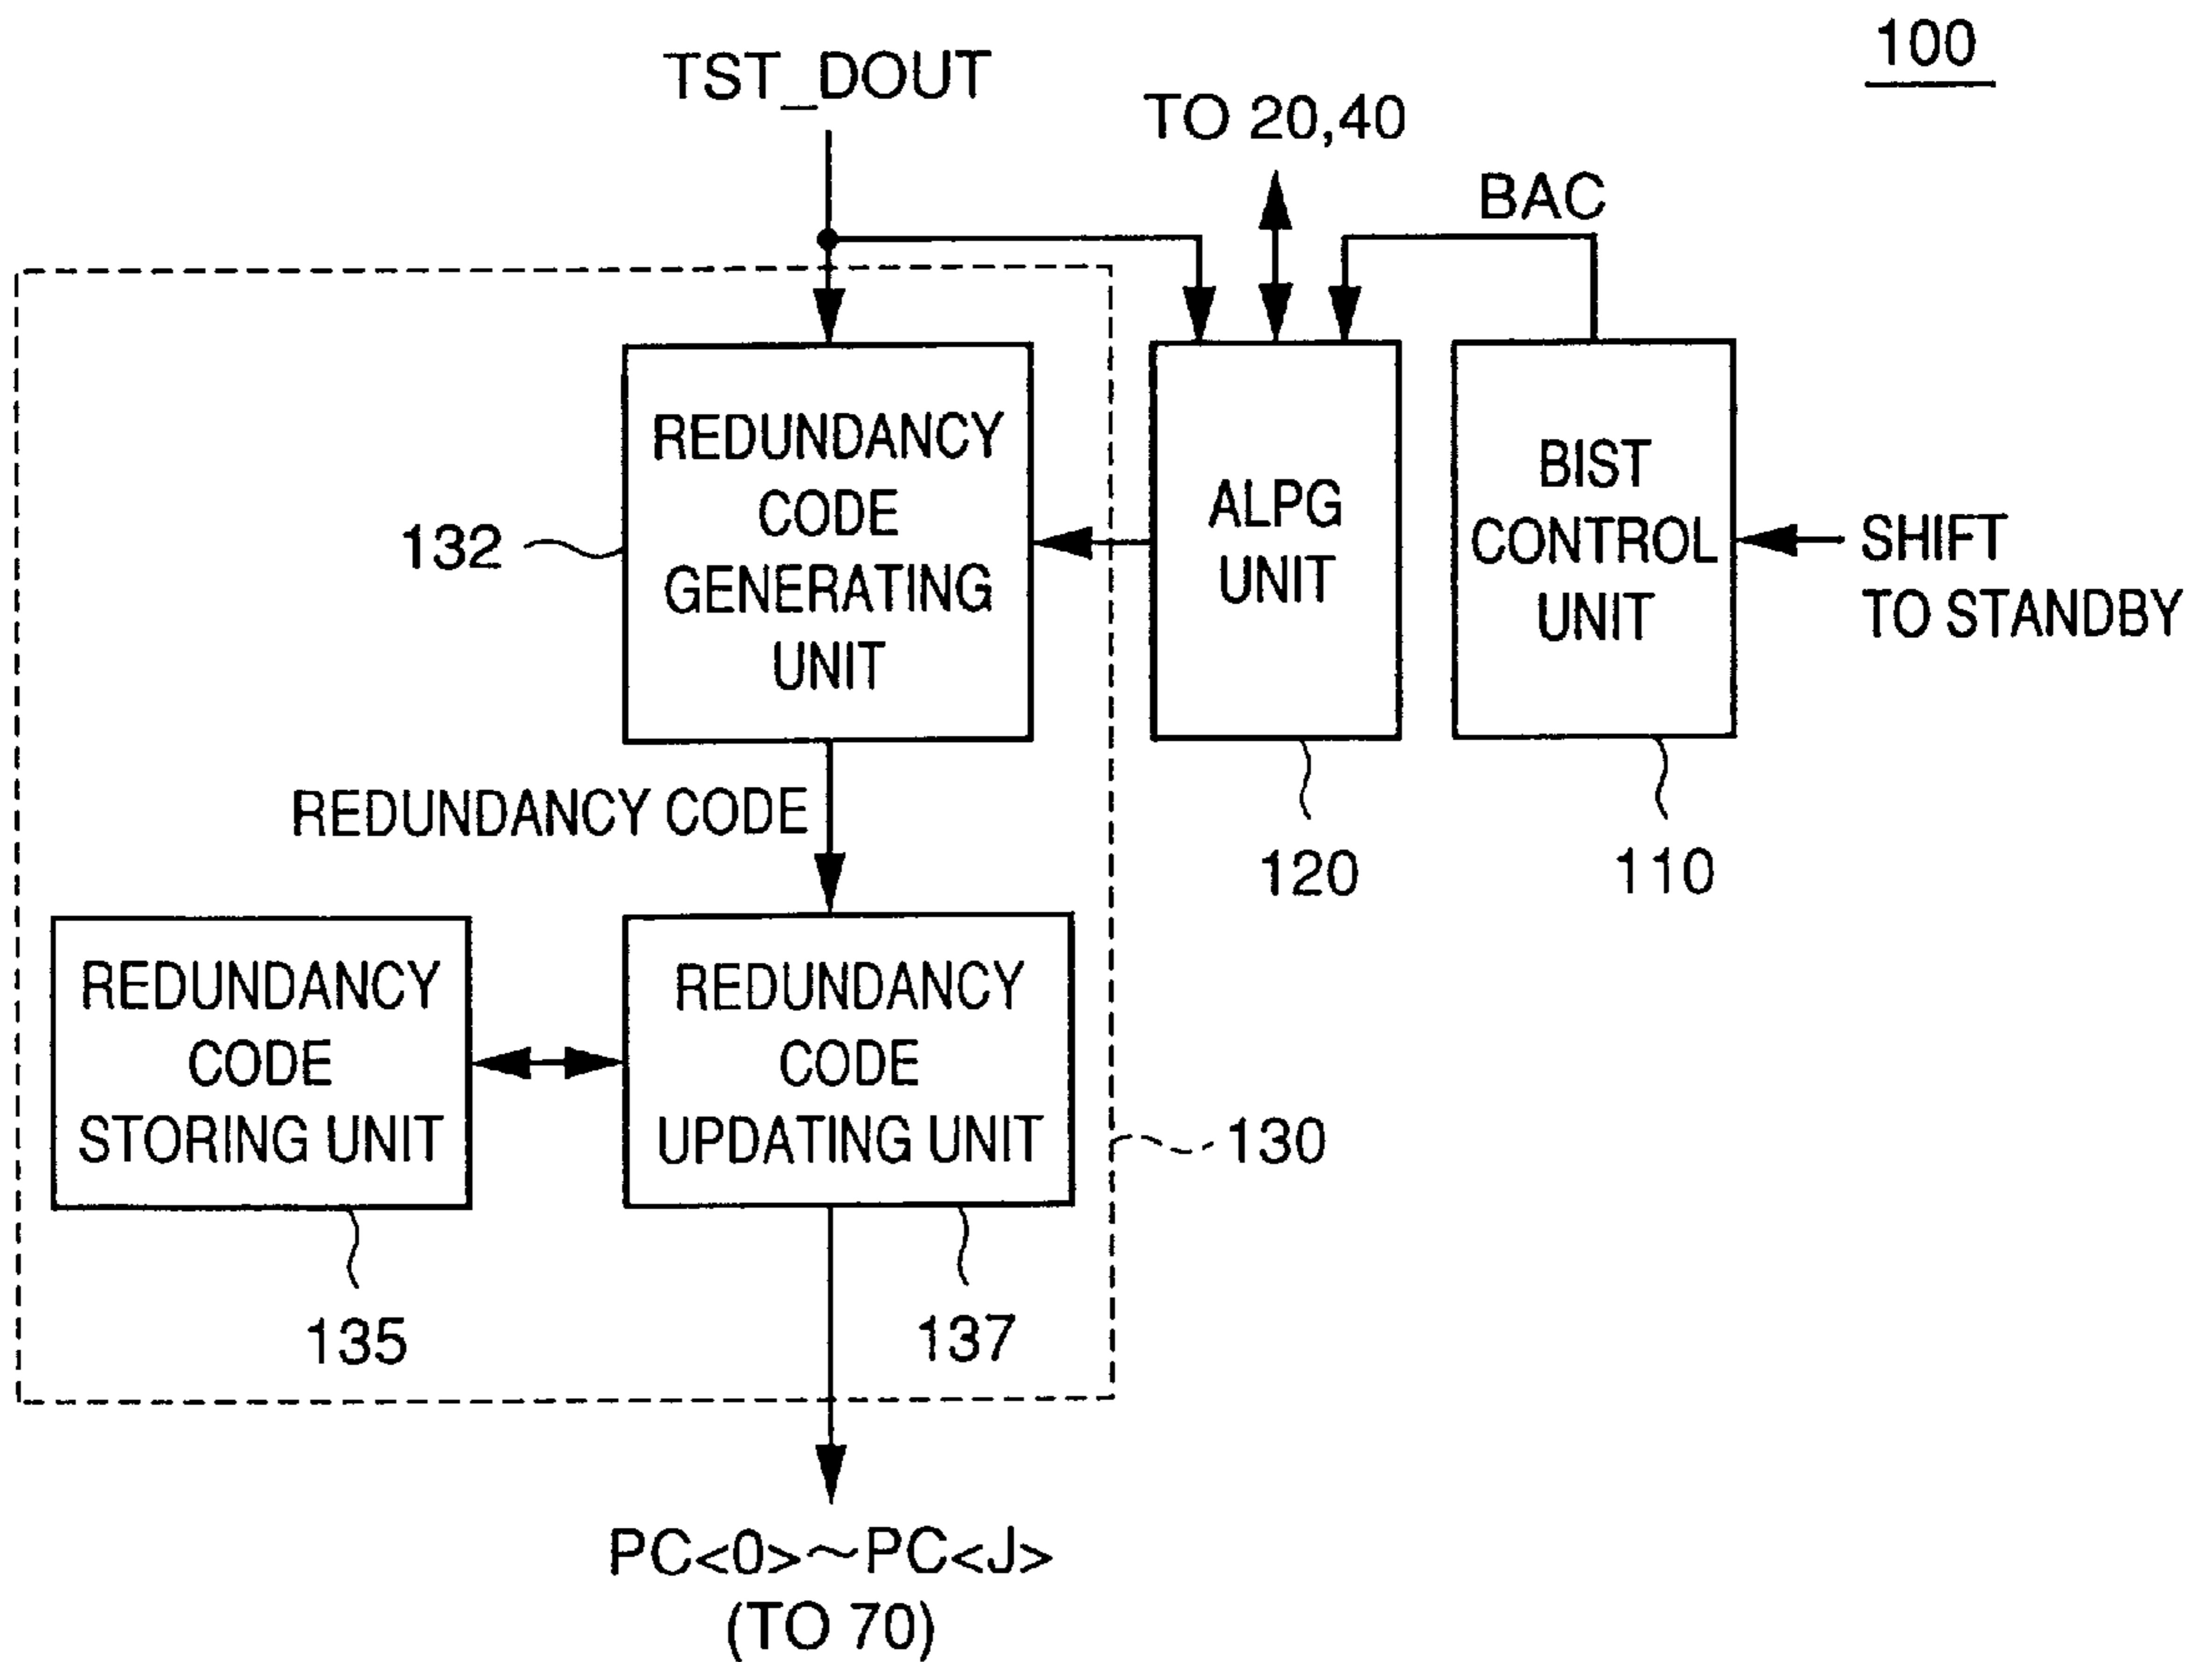 100
TST_DOUT
TO 20,40
BAC
REDUNDANCY
CODE
GENERATING
UNIT
132
ALPG
UNIT
BIST
CONTROL
UNIT
SHIFT
TO STANDBY
REDUNDANCY CODE
120
110
REDUNDANCY
CODE
STORING UNIT
REDUNDANCY
CODE
UPDATING UNIT
130
135
137
PC<0>~PC<J>
(TO 70)